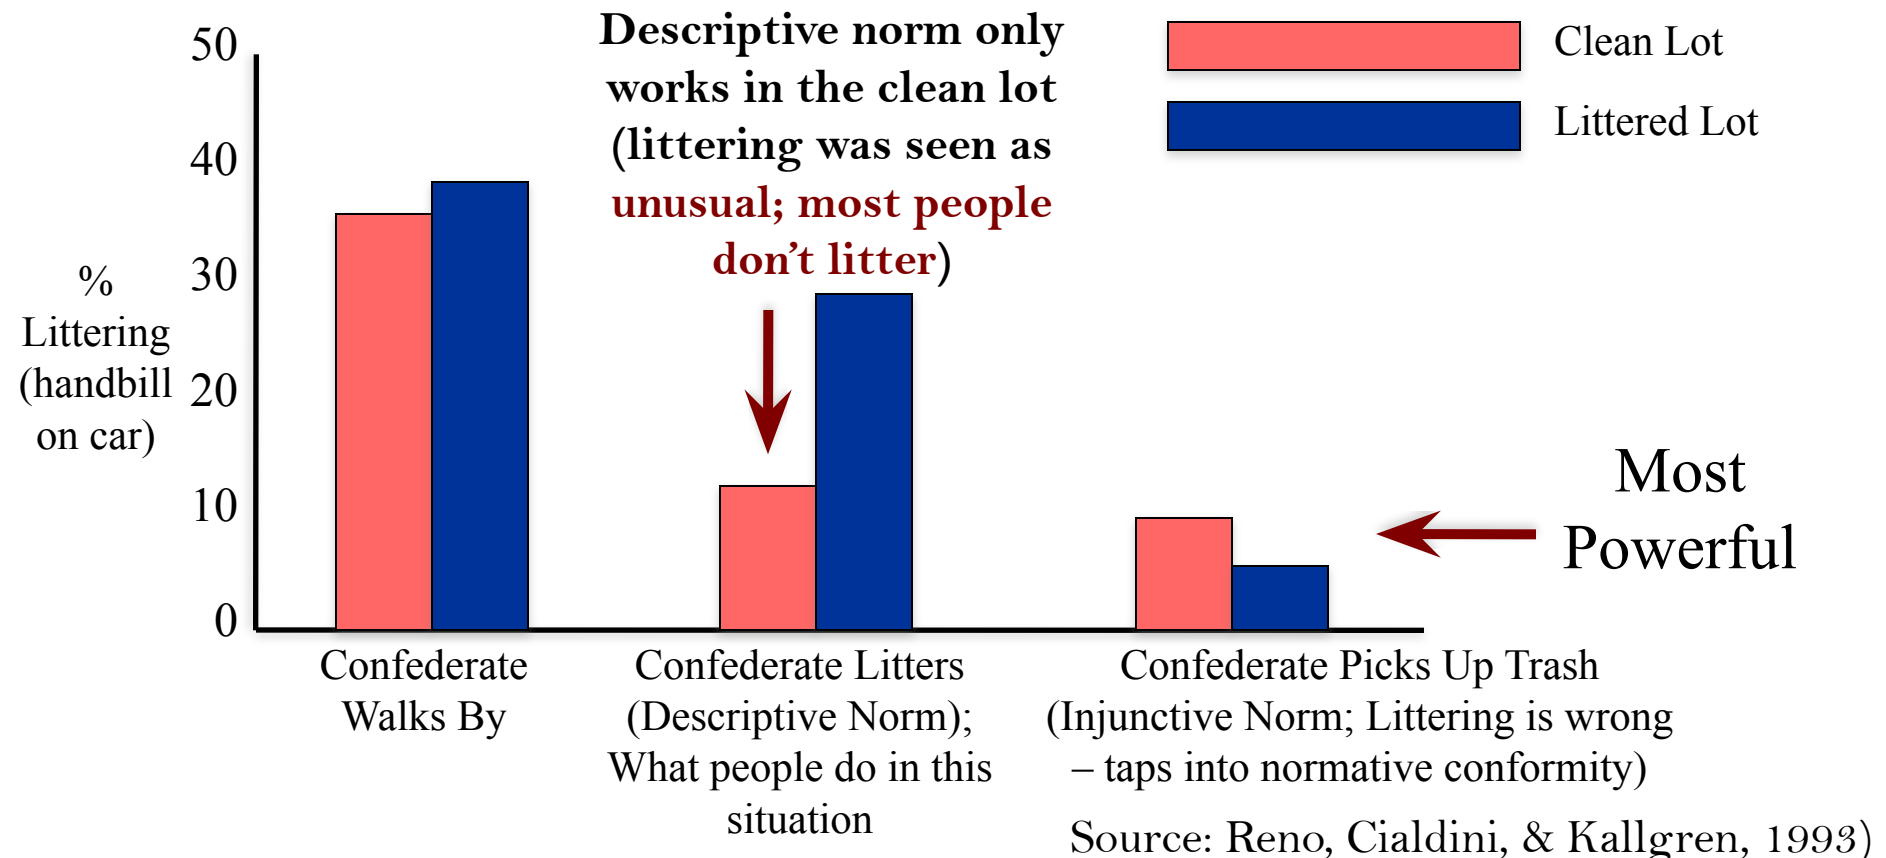 Descriptive norm only
works in the clean lot
(littering was seen as
unusual; most people
don’t litter)
Clean Lot
Littered Lot
50
40
30
20
10
0
%
Littering
(handbill
on car)
Most
Powerful
Confederate
Walks By
Confederate Litters
(Descriptive Norm);
What people do in this
situation
Confederate Picks Up Trash
(Injunctive Norm; Littering is wrong
– taps into normative conformity)
Source: Reno, Cialdini, & Kallgren, 1993)